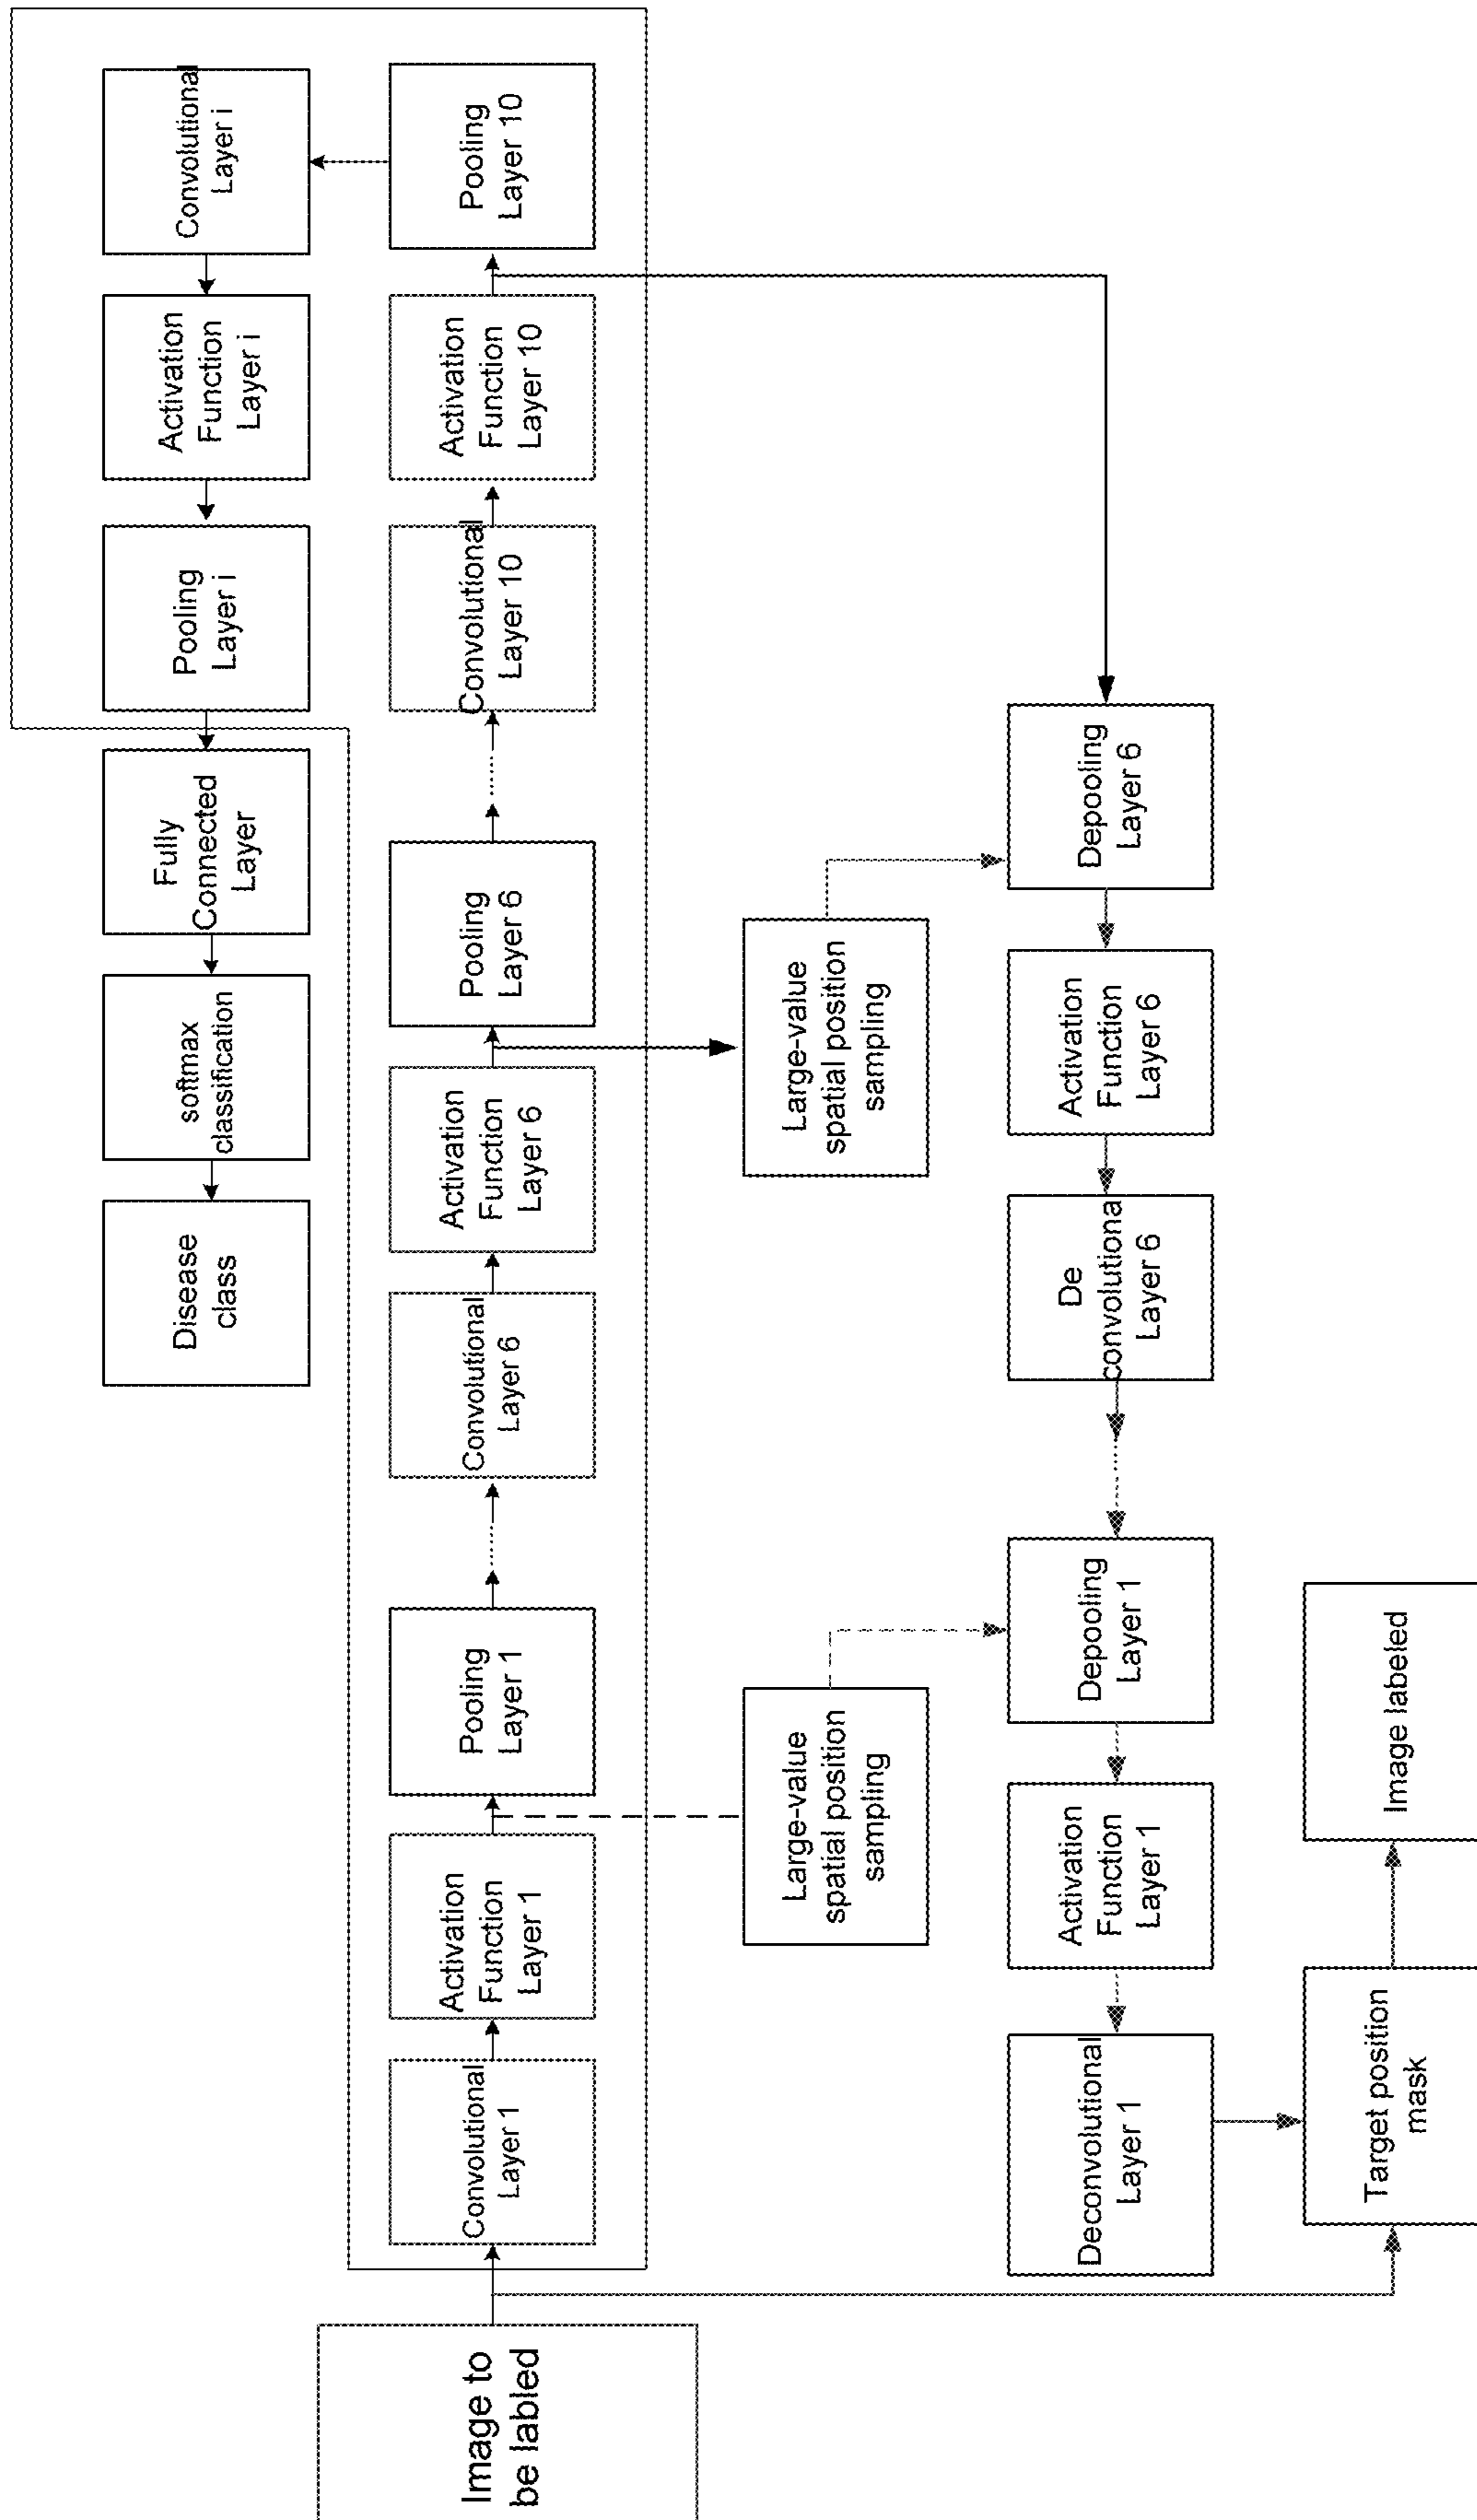 Image to
be labled
Convolutional
Layer 1
Activation
Function
Layer 1
Pooling
Layer 1
......
Convolutional
Layer 6
Activation
Function
Layer 6
Pooling
Layer 6
......
Convolutional
Layer 10
Activation
Function
Layer 10
Pooling
Layer 10
Convolutional
Layer i
Activation
Function
Layer i
Pooling
Layer i
Fully
Connected
Layer
softmax
classification
Disease
class
Large-value
spatial position
sampling
Large-value
spatial position
sampling
Depooling
Layer 6
Activation
Function
Layer 6
De
convolutiona
Layer 6
......
Depooling
Layer 1
Activation
Function
Layer 1
Deconvolutional
Layer 1
Target position
mask
Image labeled